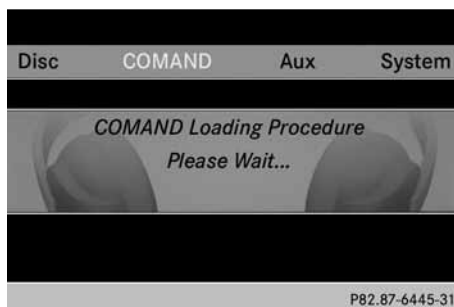 Disc COMAND Aux System
COMAND Loading Procedure
Please Wait...
P82.87-6445-31